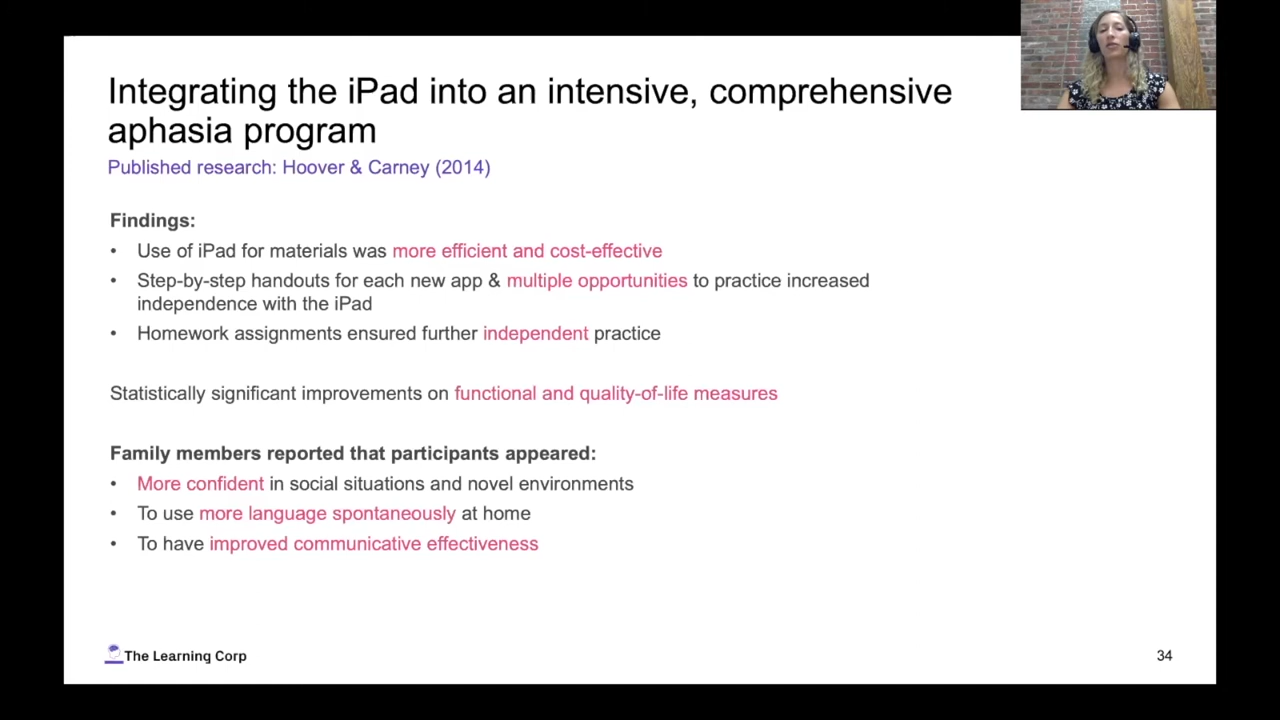 Integrating the iPad into an intensive, comprehensive
aphasia program
Published research: Hoover & Carney (2014)
Findings:
• Use of iPad for materials was more efficient and cost-effective
• Step-by-step handouts for each new app & multiple opportunities to practice increased
independence with the iPad
• Homework assignments ensured further independent practice
Statistically significant improvements on functional and quality-of-life measures
Family members reported that participants appeared:
• More confident in social situations and novel environments
• To use more language spontaneously at home
• To have improved communicative effectiveness
The Learning Corp
34